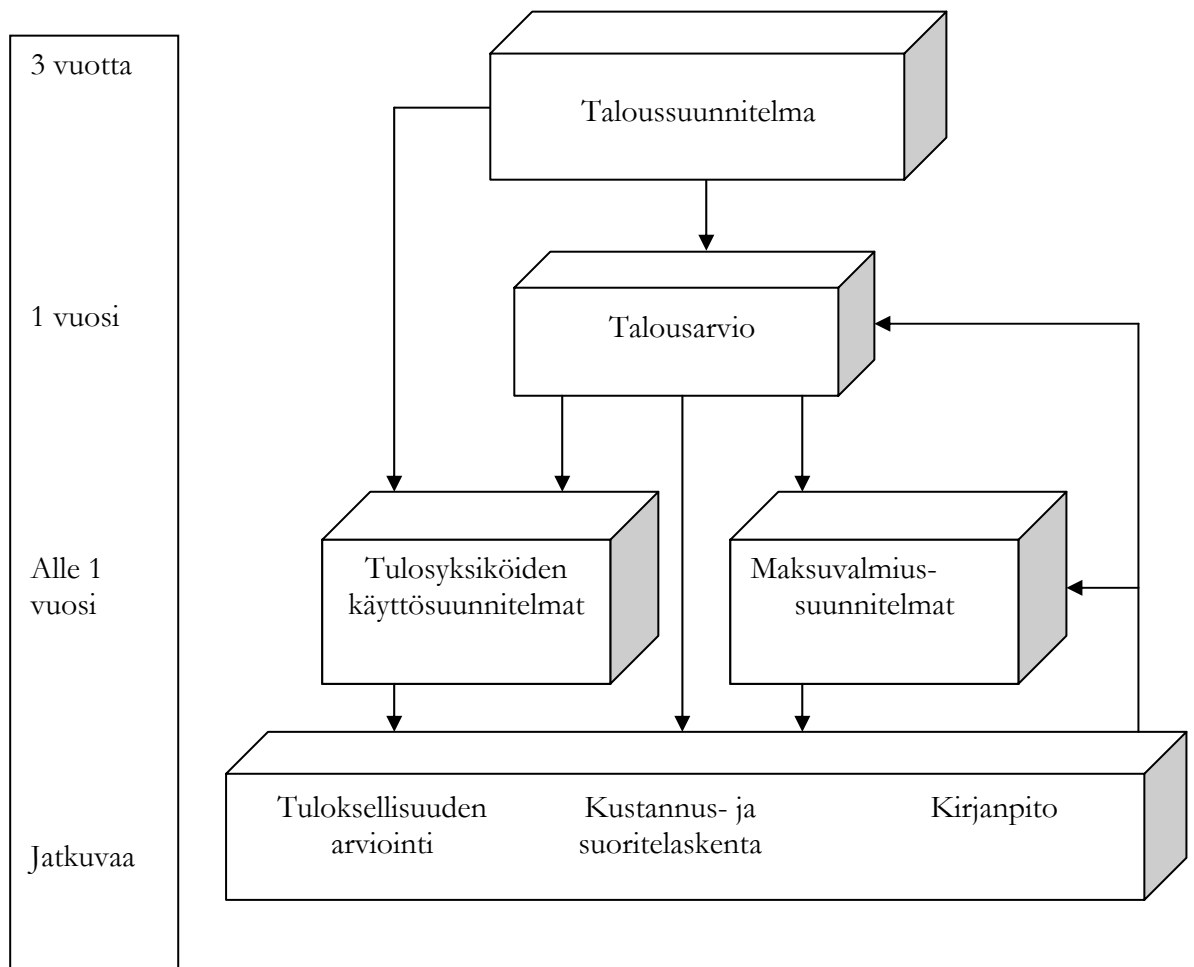 3 vuotta
Taloussuunnitelma
1 vuosi
Talousarvio
Alle 1
vuosi
Tulosyksiköiden
käyttösuunnitelmat
Maksuvalmius-
suunnitelmat
Jatkuvaa
Tuloksellisuuden
arviointi
Kustannus- ja
suoritelaskenta
Kirjanpito